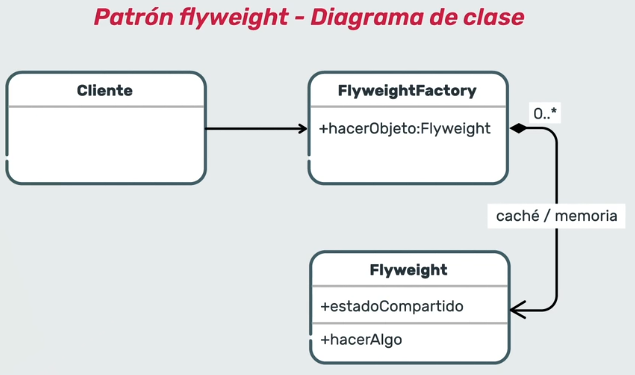 Patrón flyweight - Diagrama de clase
Cliente
FlyweightFactory
+hacerObjeto:Flyweight
0..*
caché / memoria
Flyweight
+estadoCompartido
+hacerAlgo